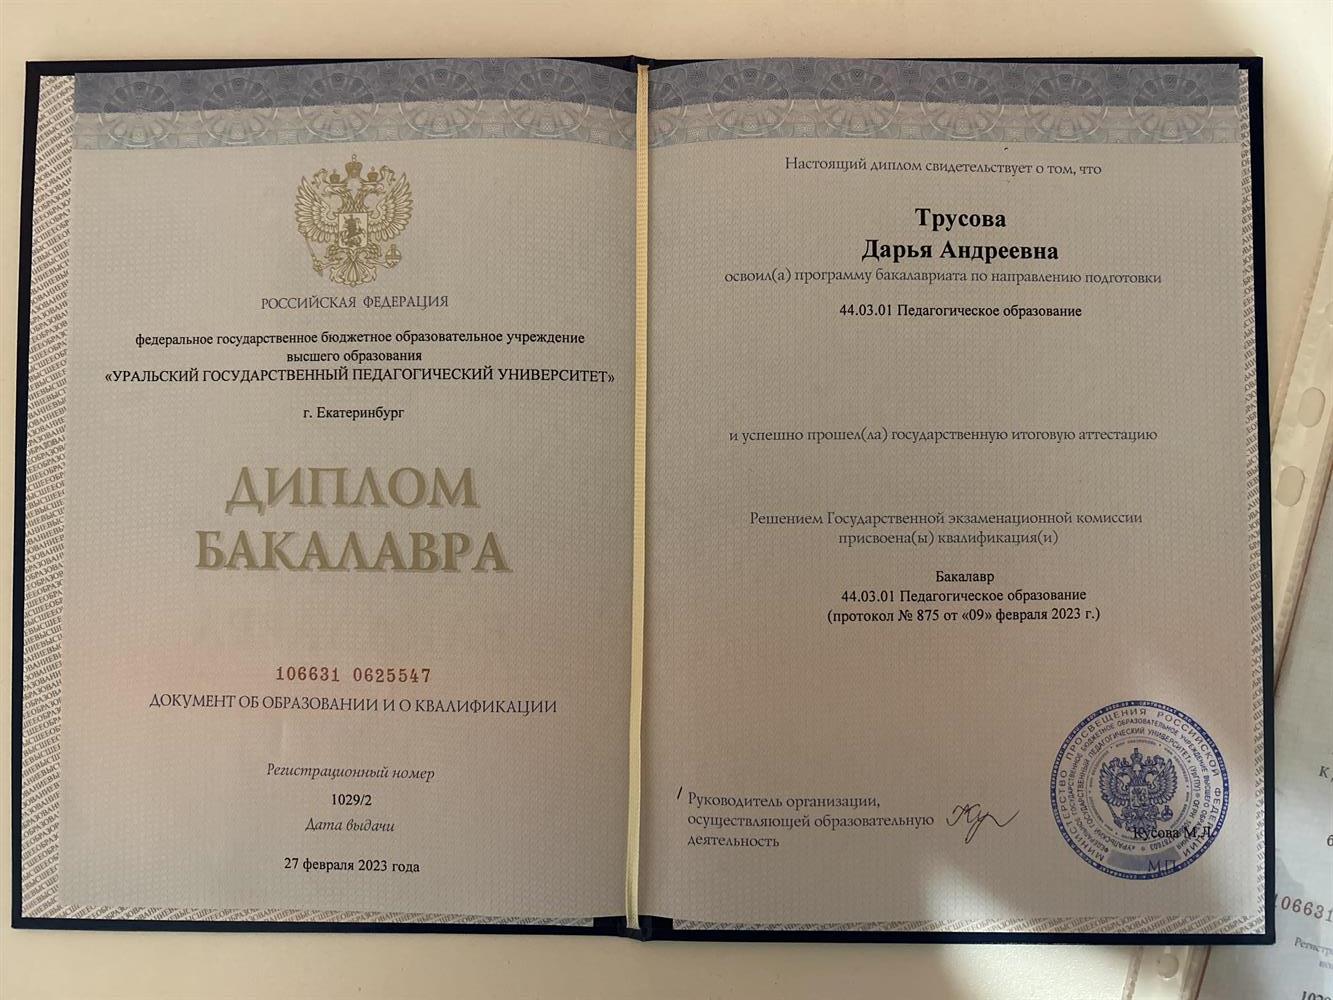 РОССИЙСКАЯ ФЕДЕРАЦИЯ
федеральное государственное бюджетное образовательное учреждение
высшего образования
«УРАЛЬСКИЙ ГОСУДАРСТВЕННЫЙ ПЕДАГОГИЧЕСКИЙ УНИВЕРСИТЕТ»
г. Екатеринбург
ДИПЛОМ
БАКАЛАВРА
106631 0625547
ДОКУМЕНТ ОБ ОБРАЗОВАНИИ И О КВАЛИФИКАЦИИ
Регистрационный номер
1029/2
Дата выдачи
27 февраля 2023 года
Настоящий диплом свидетельствует о том, что
Трусова
Дарья Андреевна
освоил(а) программу бакалавриата по направлению подготовки
44.03.01 Педагогическое образование
и успешно прошел(ла) государственную итоговую аттестацию
Решением Государственной экзаменационной комиссии
присвоена(ы) квалификация(и)
Бакалавр
44.03.01 Педагогическое образование
(протокол № 875 от «09» февраля 2023 г.)
Руководитель организации,
осуществляющей образовательную
деятельность
Кусова М.Л.
М.П.
МИНИСТЕРСТВО ПРОСВЕЩЕНИЯ РОССИЙСКОЙ ФЕДЕРАЦИИ